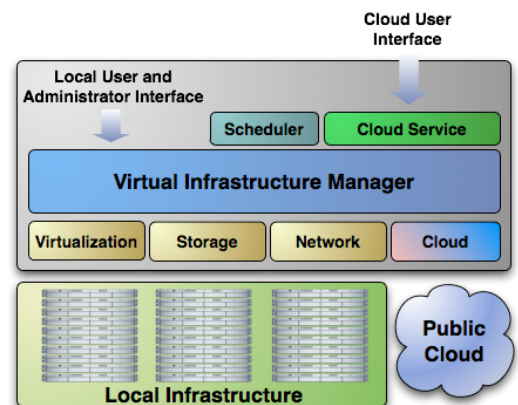 Cloud User
Interface
Local User and
Administrator Interface
Scheduler
Cloud Service
Virtual Infrastructure Manager
Virtualization
Storage
Network
Cloud
Public
Cloud
Local Infrastructure